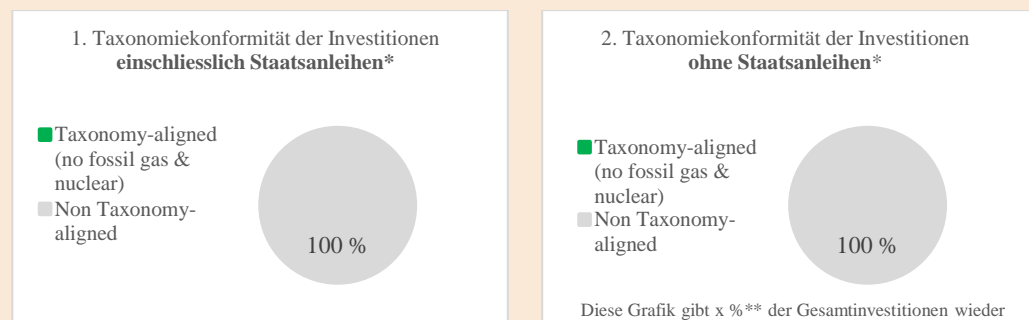 1. Taxonomiekonformität der Investitionen
einschliesslich Staatsanleihen*
Taxonomy-aligned
(no fossil gas &
nuclear)
Non Taxonomy-
aligned
100 %
2. Taxonomiekonformität der Investitionen
ohne Staatsanleihen*
Taxonomy-aligned
(no fossil gas &
nuclear)
Non Taxonomy-
aligned
100 %
Diese Grafik gibt x %** der Gesamtinvestitionen wieder